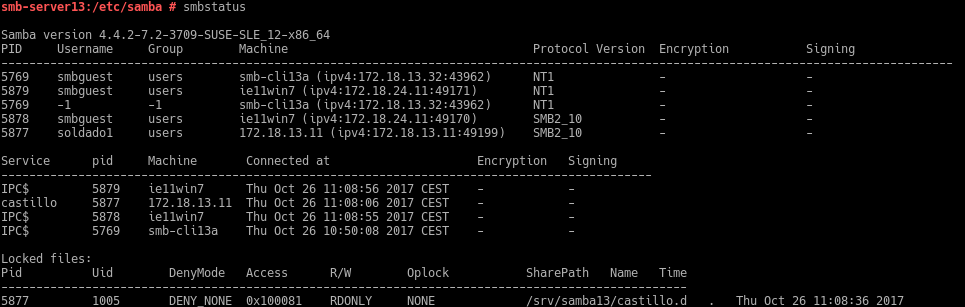 smb-server13:/etc/samba # smbstatus
Samba version 4.4.2-7.2-3709-SUSE-SLE_12-x86_64
PID     Username     Group        Machine                                   Protocol Version  Encryption           Signing
----------------------------------------------------------------------------------------------------------------------------------------
5769    smbguest     users        smb-cli13a (ipv4:172.18.13.32:43962)      NT1               -                    -
5879    smbguest     users        ie11win7 (ipv4:172.18.24.11:49171)        NT1               -                    -
5769    -1           -1           smb-cli13a (ipv4:172.18.13.32:43962)      NT1               -                    -
5878    smbguest     users        ie11win7 (ipv4:172.18.24.11:49170)        SMB2_10           -                    -
5877    soldado1     users        172.18.13.11 (ipv4:172.18.13.11:49199)    SMB2_10           -                    -
Service      pid     Machine       Connected at                     Encryption   Signing
---------------------------------------------------------------------------------------------
IPC$         5879    ie11win7      Thu Oct 26 11:08:56 2017 CEST    -            -
castillo     5877    172.18.13.11  Thu Oct 26 11:08:06 2017 CEST    -            -
IPC$         5878    ie11win7      Thu Oct 26 11:08:55 2017 CEST    -            -
IPC$         5769    smb-cli13a    Thu Oct 26 10:50:08 2017 CEST    -            -
Locked files:
Pid          Uid        DenyMode   Access      R/W        Oplock           SharePath   Name   Time
--------------------------------------------------------------------------------------------------
5877         1005       DENY_NONE  0x100081    RDONLY     NONE             /srv/samba13/castillo.d   .   Thu Oct 26 11:08:36 2017